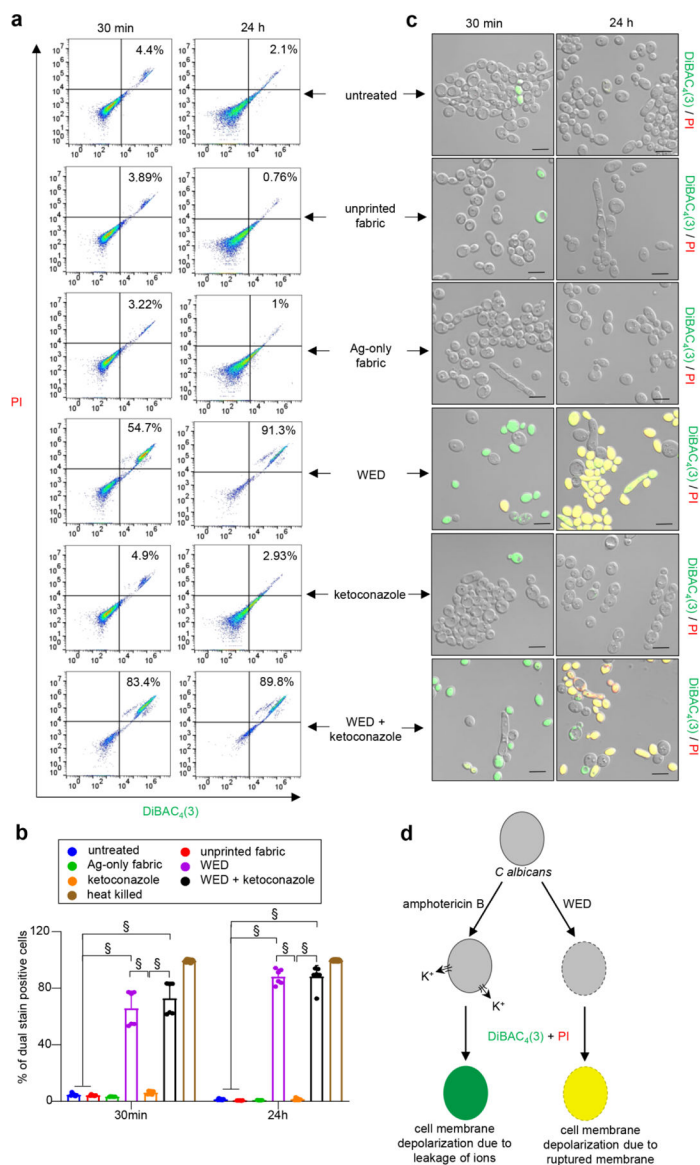 a
30 min
24 h
4.4%
2.1%
untreated
3.89%
0.76%
unprinted
fabric
3.22%
1%
Ag-only
fabric
PI
54.7%
91.3%
WED
4.9%
2.93%
ketoconazole
83.4%
89.8%
WED +
ketoconazole
DiBAC₄(3)
c
30 min
24 h
DiBAC₄(3) / PI
DiBAC₄(3) / PI
DiBAC₄(3) / PI
DiBAC₄(3) / PI
DiBAC₄(3) / PI
DiBAC₄(3) / PI
b
untreated
unprinted fabric
Ag-only fabric
WED
ketoconazole
WED + ketoconazole
heat killed
% of dual stain positive cells
120
80
40
0
§
§
§ §
§
§
§ §
30min
24h
d
C albicans
amphotericin B
WED
K⁺
K⁺
DiBAC₄(3) + PI
cell membrane
depolarization due to
leakage of ions
cell membrane
depolarization due to
ruptured membrane